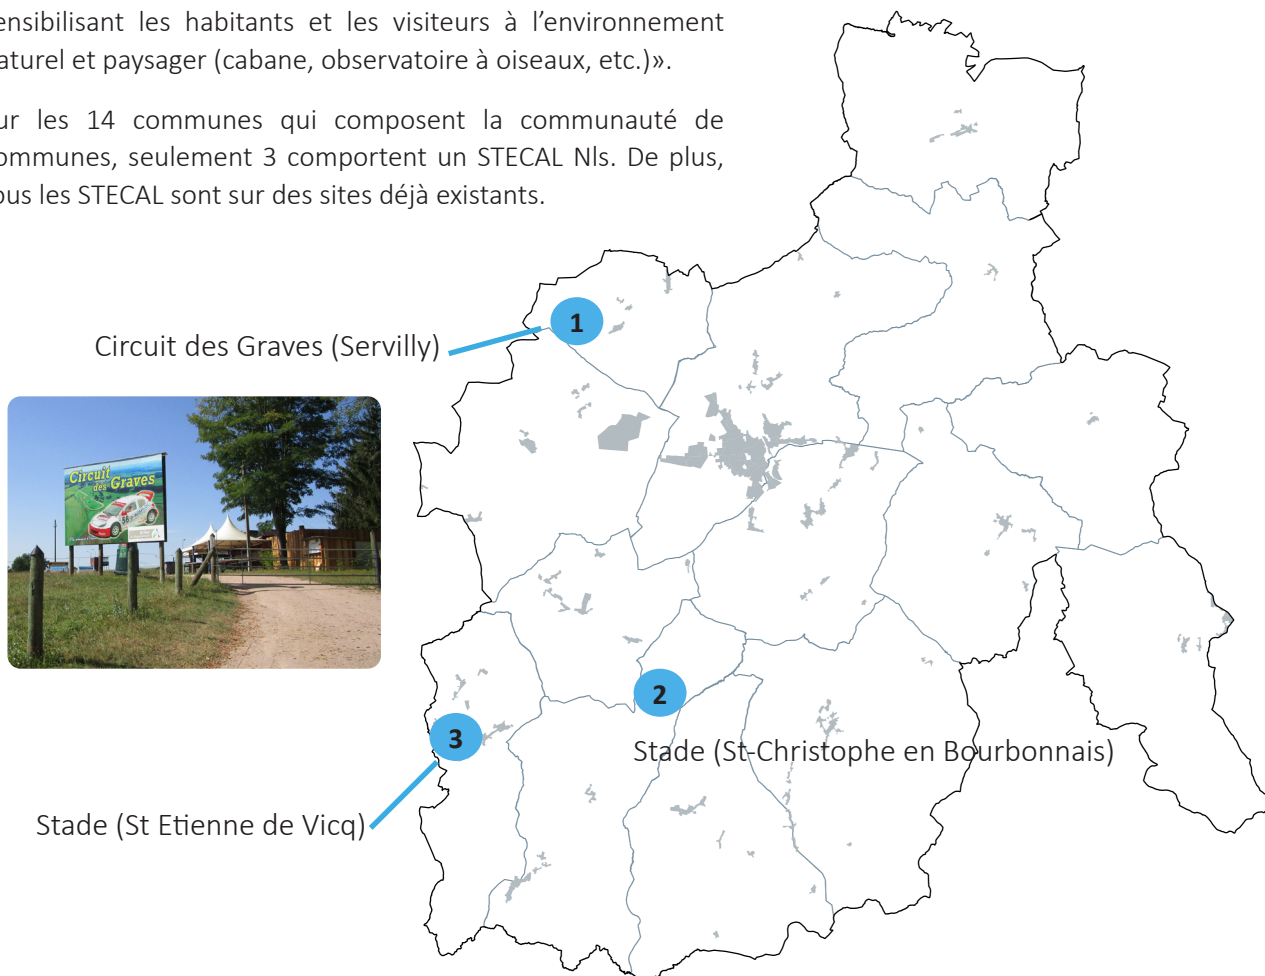 ensibilisant les habitants et les visiteurs à l’environnement
aturel et paysager (cabane, observatoire à oiseaux, etc.)».
ur les 14 communes qui composent la communauté de
ommunes, seulement 3 comportent un STECAL Nls. De plus,
ous les STECAL sont sur des sites déjà existants.
1
Circuit des Graves (Servilly)
Circuit
des Graves
2
3
Stade (St-Christophe en Bourbonnais)
Stade (St Etienne de Vicq)